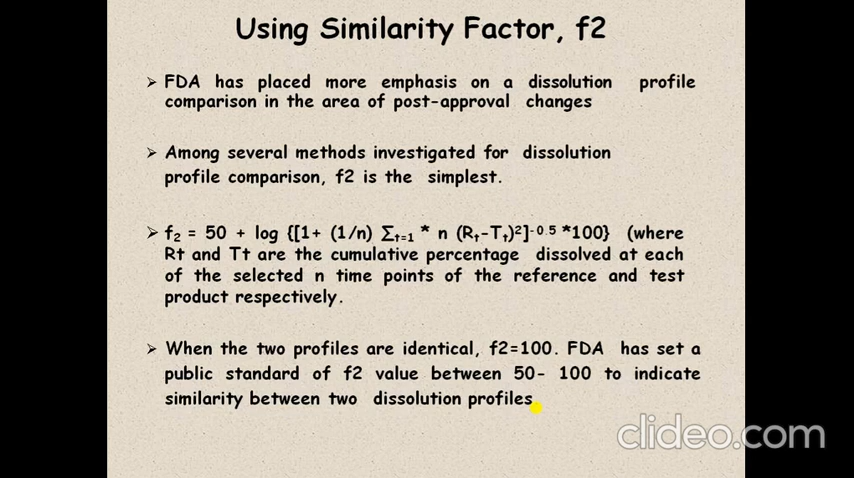 Using Similarity Factor, f2
➢ FDA has placed more emphasis on a dissolution profile
comparison in the area of post-approval changes
➢ Among several methods investigated for dissolution
profile comparison, f2 is the simplest.
➢ f₂ = 50 + log {[1+ (1/n) ∑ₜ₌₁ * n (Rₜ-Tₜ)²]⁻⁰·⁵ *100} (where
Rt and Tt are the cumulative percentage dissolved at each
of the selected n time points of the reference and test
product respectively.
➢ When the two profiles are identical, f2=100. FDA has set a
public standard of f2 value between 50- 100 to indicate
similarity between two dissolution profiles
clideo.com